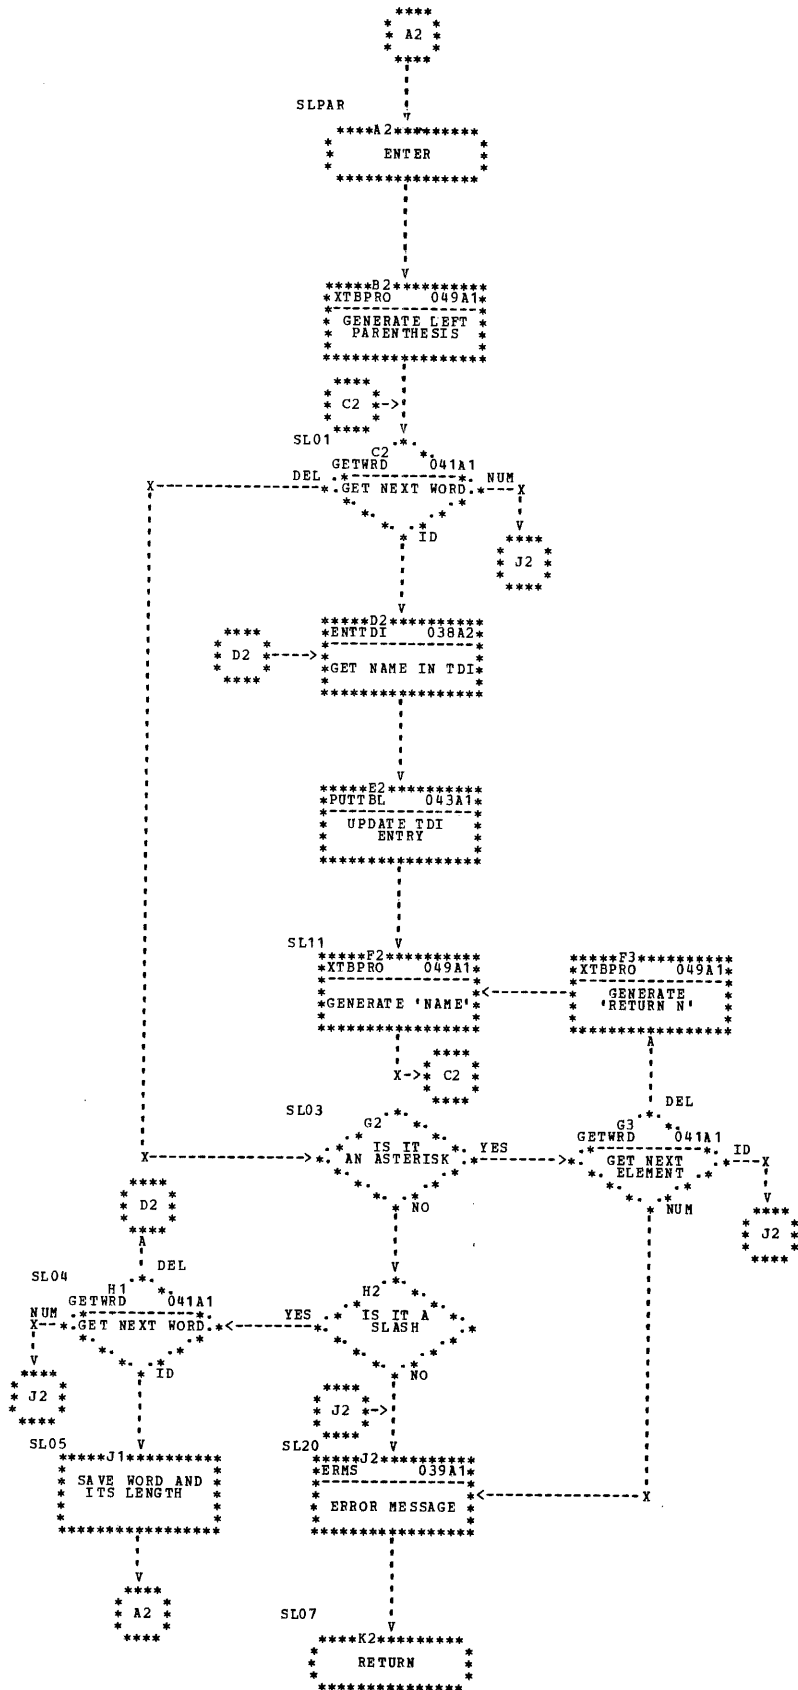 A2
SLPAR
A2
ENTER
B2
XTBPRO 049A1
GENERATE LEFT
PARENTHESIS
C2
SL01
C2
GETWRD 041A1
DEL
GET NEXT WORD
NUM
ID
J2
D2
ENTTDI 038A2
D2
GET NAME IN TDI
E2
PUTTBL 043A1
UPDATE TDI
ENTRY
SL11
F2
XTBPRO 049A1
GENERATE 'NAME'
F3
XTBPRO 049A1
GENERATE
'RETURN N'
C2
DEL
SL03
G2
IS IT
AN ASTERISK
YES
G3
GETWRD 041A1
GET NEXT
ELEMENT
ID
D2
NO
NUM
J2
DEL
SL04
H1
GETWRD 041A1
NUM
GET NEXT WORD
YES
H2
IS IT A
SLASH
ID
NO
J2
J2
SL05
J1
SAVE WORD AND
ITS LENGTH
SL20
J2
ERMS 039A1
ERROR MESSAGE
A2
SL07
K2
RETURN